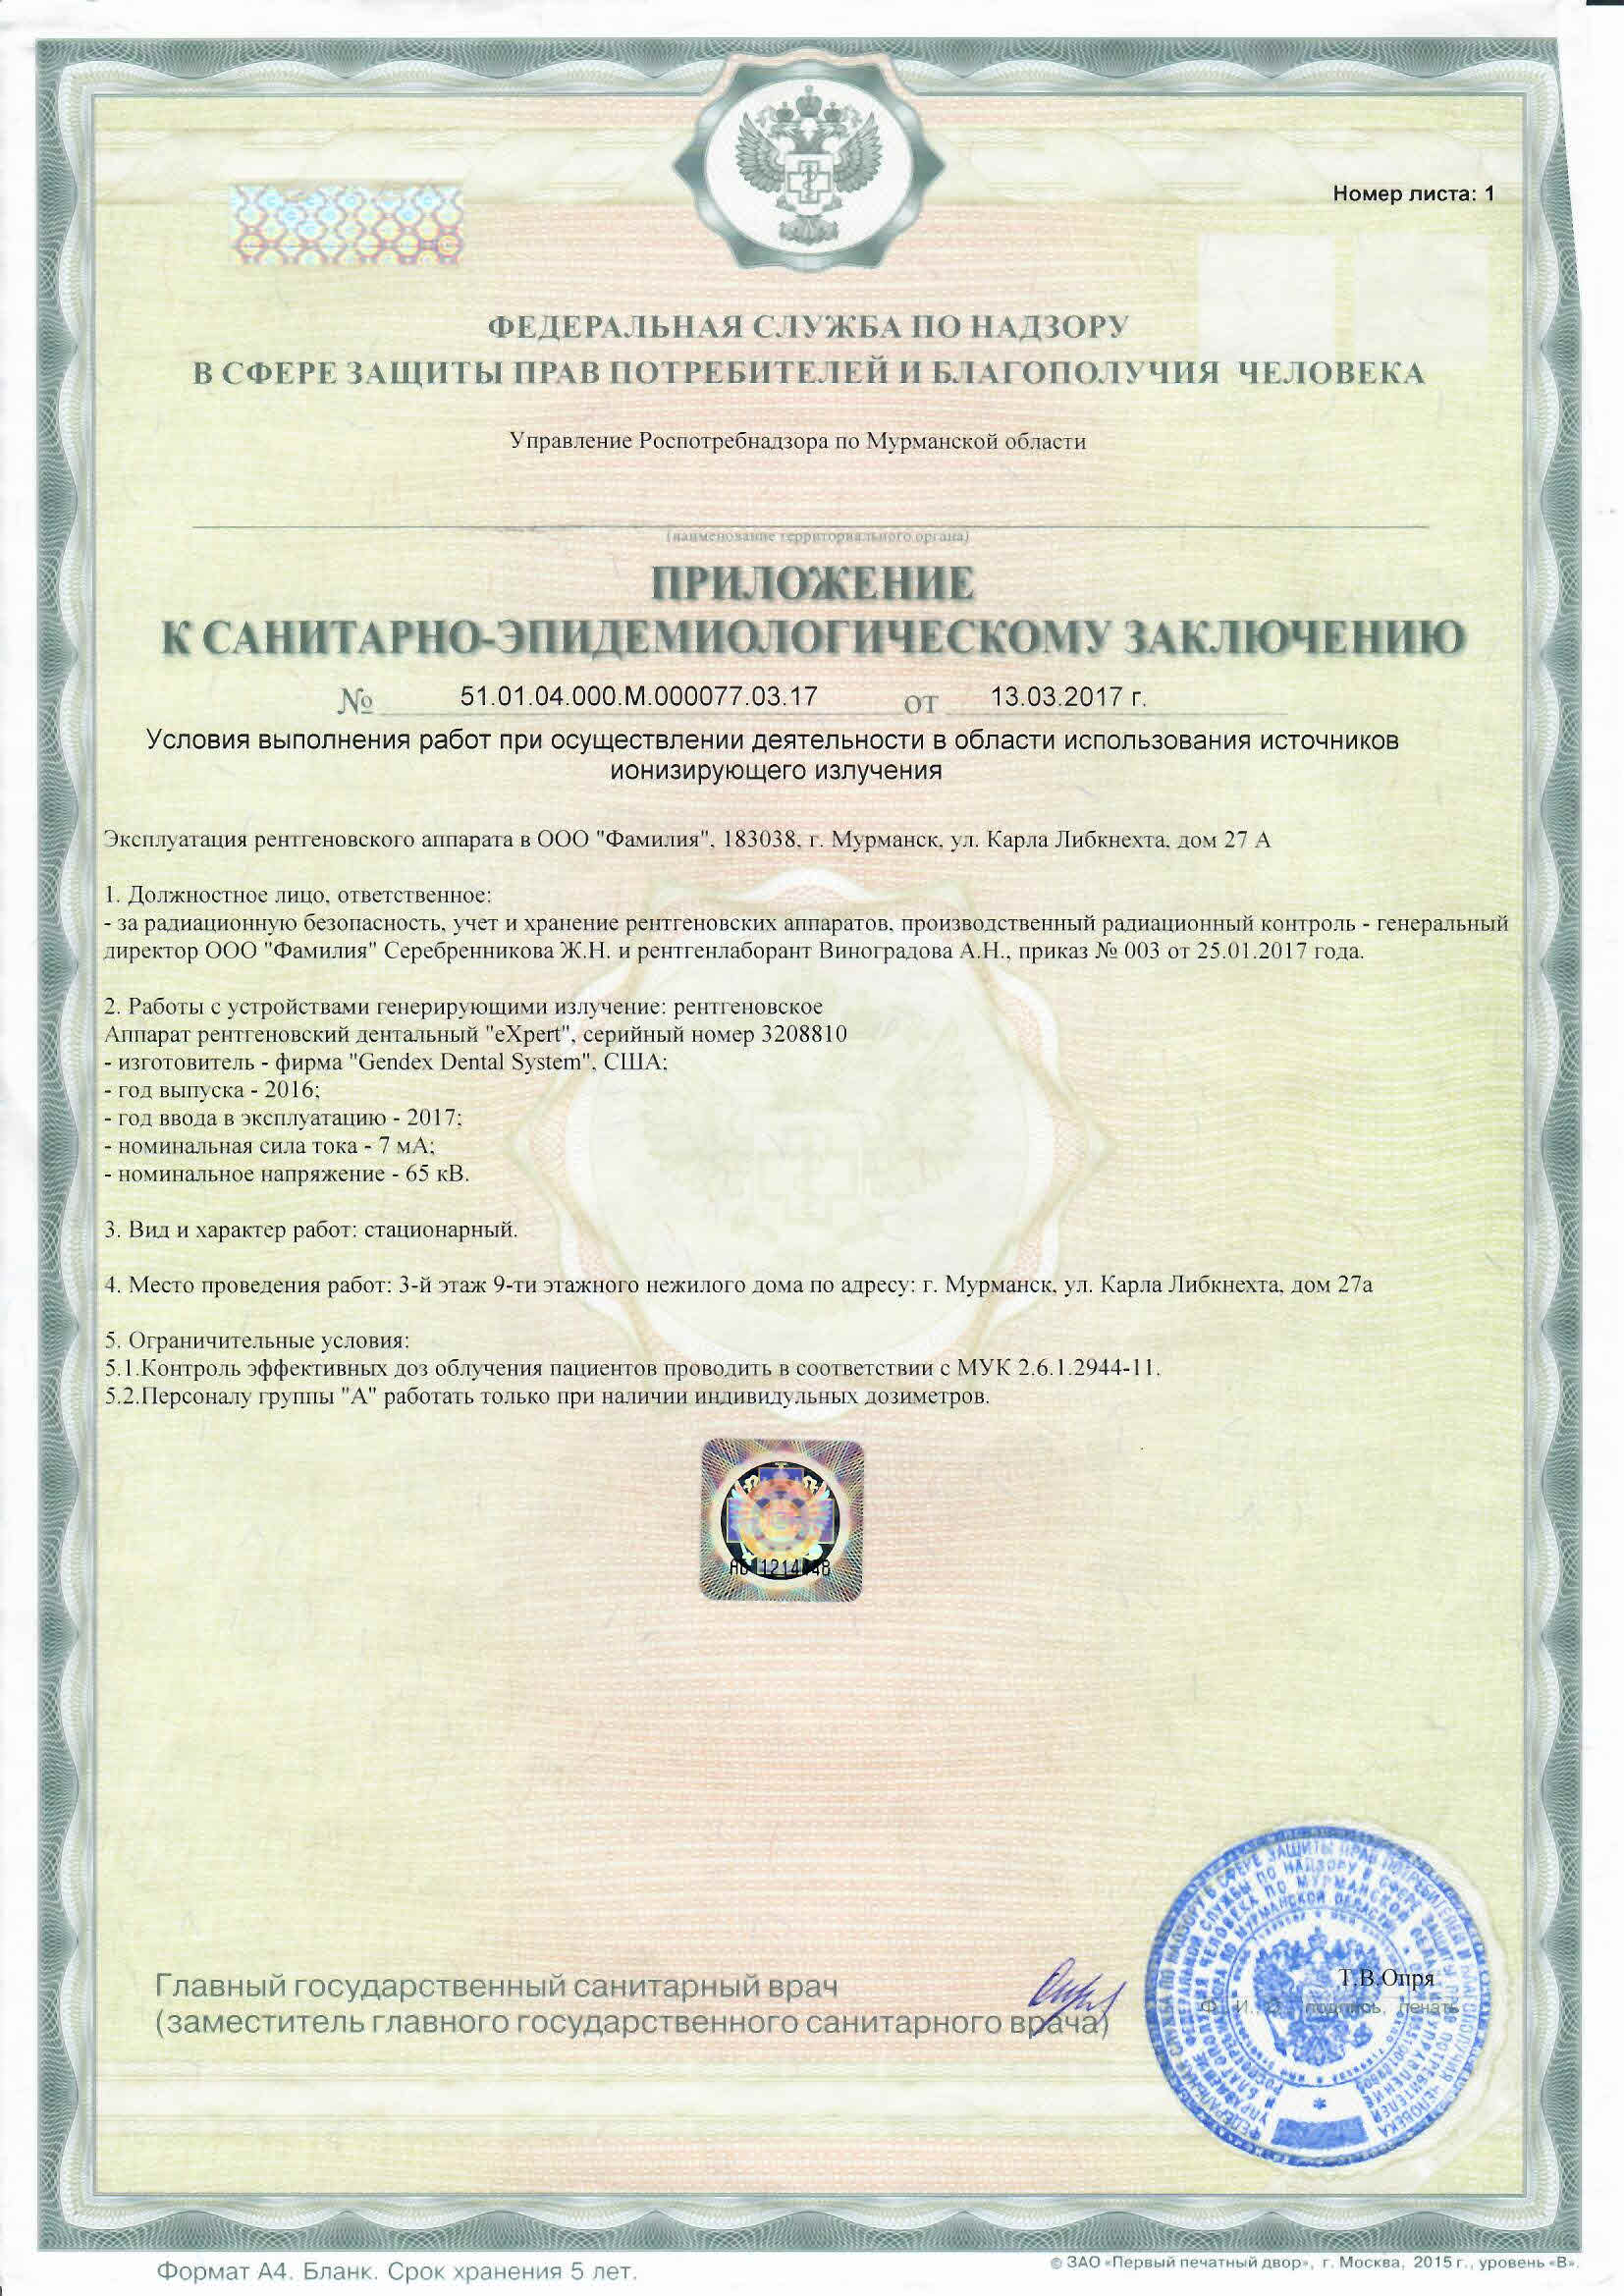 Номер листа: 1
ФЕДЕРАЛЬНАЯ СЛУЖБА ПО НАДЗОРУ
В СФЕРЕ ЗАЩИТЫ ПРАВ ПОТРЕБИТЕЛЕЙ И БЛАГОПОЛУЧИЯ ЧЕЛОВЕКА
Управление Роспотребнадзора по Мурманской области
(наименование территориального органа)
ПРИЛОЖЕНИЕ
К САНИТАРНО-ЭПИДЕМИОЛОГИЧЕСКОМУ ЗАКЛЮЧЕНИЮ
№ 51.01.04.000.М.000077.03.17 ОТ 13.03.2017 г.
Условия выполнения работ при осуществлении деятельности в области использования источников
ионизирующего излучения
Эксплуатация рентгеновского аппарата в ООО "Фамилия", 183038, г. Мурманск, ул. Карла Либкнехта, дом 27 А
1. Должностное лицо, ответственное:
- за радиационную безопасность, учет и хранение рентгеновских аппаратов, производственный радиационный контроль - генеральный
директор ООО "Фамилия" Серебренникова Ж.Н. и рентгенлаборант Виноградова А.Н., приказ № 003 от 25.01.2017 года.
2. Работы с устройствами генерирующими излучение: рентгеновское
Аппарат рентгеновский дентальный "eXpert", серийный номер 3208810
- изготовитель - фирма "Gendex Dental System", США;
- год выпуска - 2016;
- год ввода в эксплуатацию - 2017;
- номинальная сила тока - 7 мА;
- номинальное напряжение - 65 кВ.
3. Вид и характер работ: стационарный.
4. Место проведения работ: 3-й этаж 9-ти этажного нежилого дома по адресу: г. Мурманск, ул. Карла Либкнехта, дом 27а
5. Ограничительные условия:
5.1.Контроль эффективных доз облучения пациентов проводить в соответствии с МУК 2.6.1.2944-11.
5.2.Персоналу группы "А" работать только при наличии индивидульных дозиметров.
Главный государственный санитарный врач
(заместитель главного государственного санитарного врача)
Т.В.Опря
Ф. И. О., подпись, печать
Формат А4. Бланк. Срок хранения 5 лет.
© ЗАО «Первый печатный двор», г. Москва, 2015 г., уровень «В».